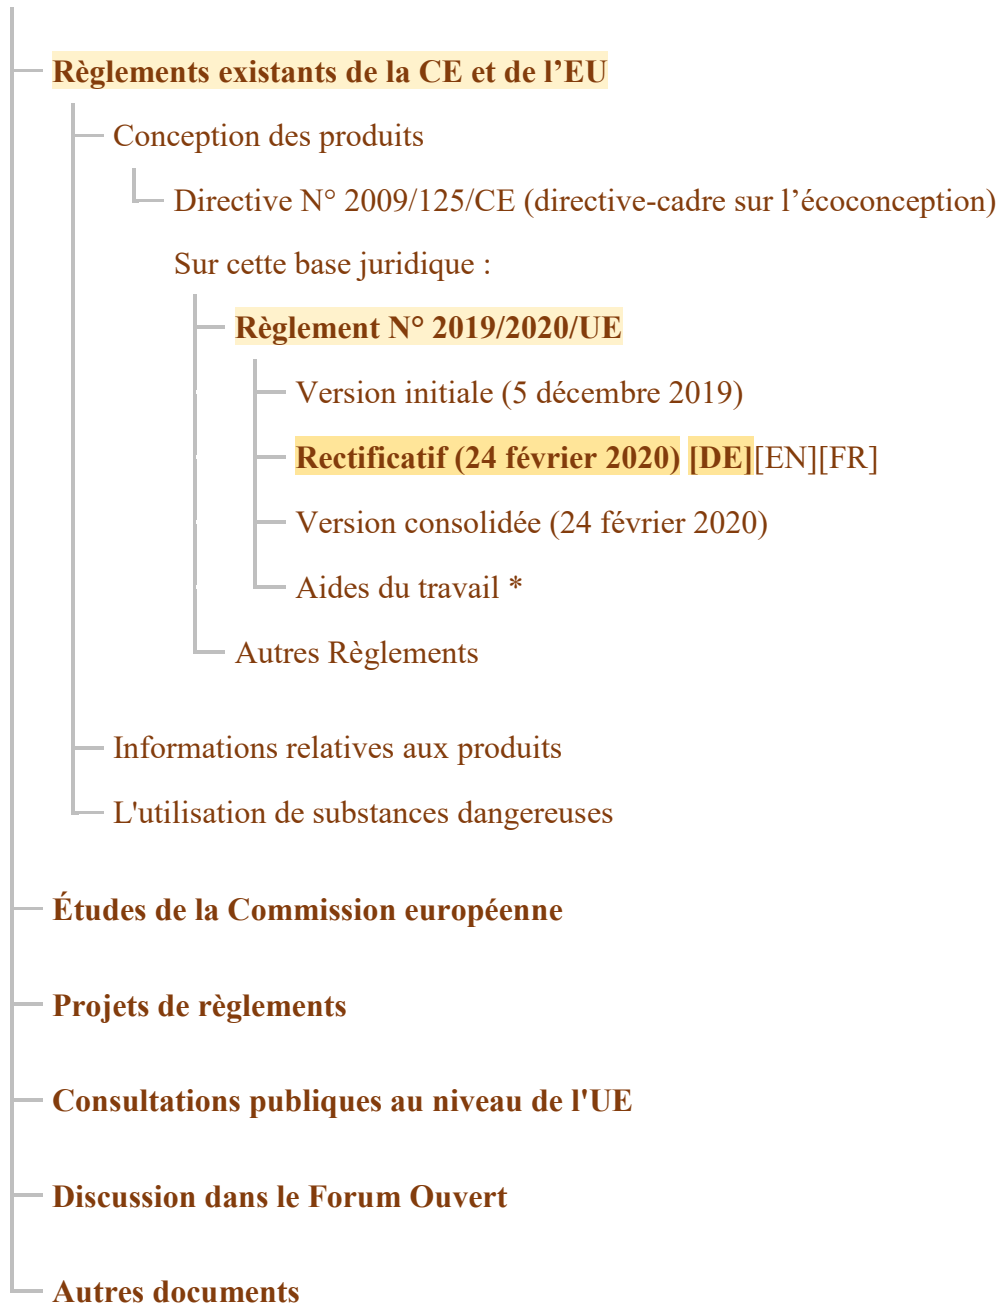 Règlements existants de la CE et de l’EU
Conception des produits
Directive N° 2009/125/CE (directive-cadre sur l’écoconception)
Sur cette base juridique :
Règlement N° 2019/2020/UE
Version initiale (5 décembre 2019)
Rectificatif (24 février 2020) [DE][EN][FR]
Version consolidée (24 février 2020)
Aides du travail *
Autres Règlements
Informations relatives aux produits
L'utilisation de substances dangereuses
Études de la Commission européenne
Projets de règlements
Consultations publiques au niveau de l'UE
Discussion dans le Forum Ouvert
Autres documents